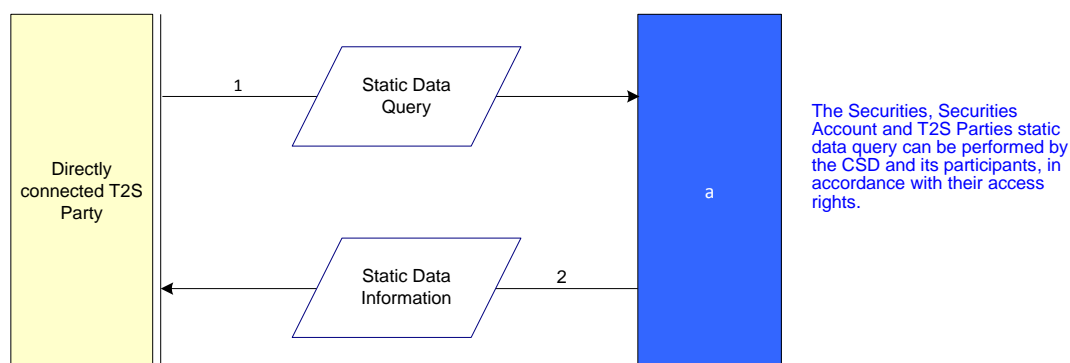 Directly
connected T2S
Party
1
Static Data
Query
a
The Securities, Securities
Account and T2S Parties static
data query can be performed by
the CSD and its participants, in
accordance with their access
rights.
Static Data
Information
2